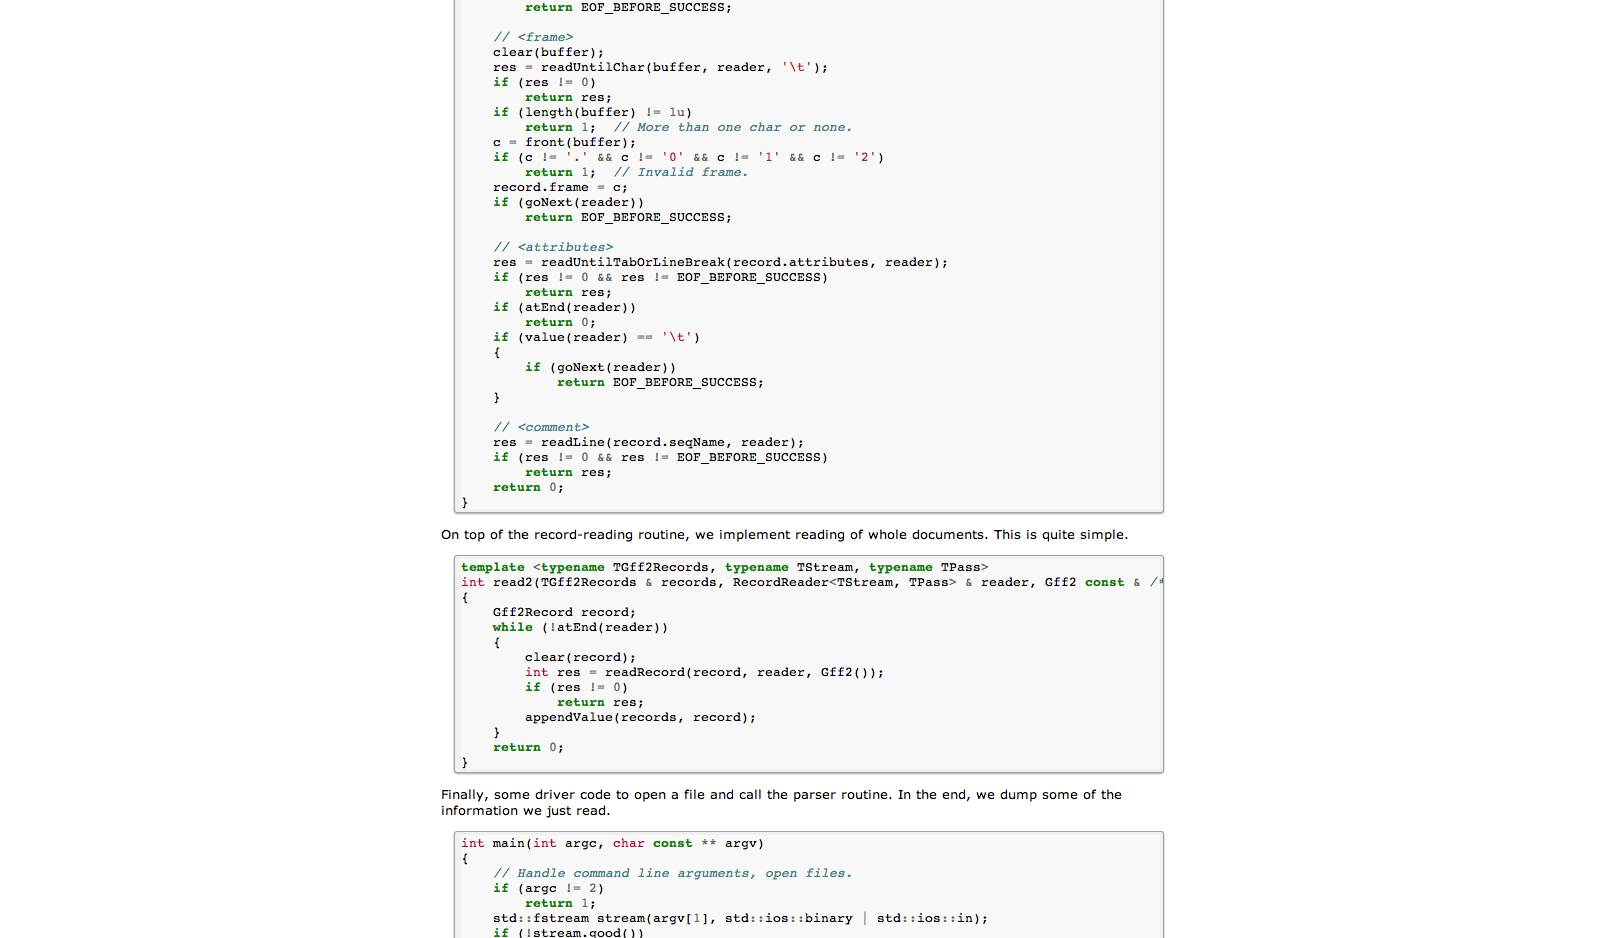 return EOF_BEFORE_SUCCESS;

    // <frame>
    clear(buffer);
    res = readUntilChar(buffer, reader, '\t');
    if (res != 0)
        return res;
    if (length(buffer) != 1u)
        return 1;  // More than one char or none.
    c = front(buffer);
    if (c != '.' && c != '0' && c != '1' && c != '2')
        return 1;  // Invalid frame.
    record.frame = c;
    if (goNext(reader))
        return EOF_BEFORE_SUCCESS;

    // <attributes>
    res = readUntilTabOrLineBreak(record.attributes, reader);
    if (res != 0 && res != EOF_BEFORE_SUCCESS)
        return res;
    if (atEnd(reader))
        return 0;
    if (value(reader) == '\t')
    {
        if (goNext(reader))
            return EOF_BEFORE_SUCCESS;
    }

    // <comment>
    res = readLine(record.seqName, reader);
    if (res != 0 && res != EOF_BEFORE_SUCCESS)
        return res;
    return 0;
}
On top of the record-reading routine, we implement reading of whole documents. This is quite simple.
template <typename TGff2Records, typename TStream, typename TPass>
int read2(TGff2Records & records, RecordReader<TStream, TPass> & reader, Gff2 const & /*
{
    Gff2Record record;
    while (!atEnd(reader))
    {
        clear(record);
        int res = readRecord(record, reader, Gff2());
        if (res != 0)
            return res;
        appendValue(records, record);
    }
    return 0;
}
Finally, some driver code to open a file and call the parser routine. In the end, we dump some of the
information we just read.
int main(int argc, char const ** argv)
{
    // Handle command line arguments, open files.
    if (argc != 2)
        return 1;
    std::fstream stream(argv[1], std::ios::binary | std::ios::in);
    if (!stream.good())